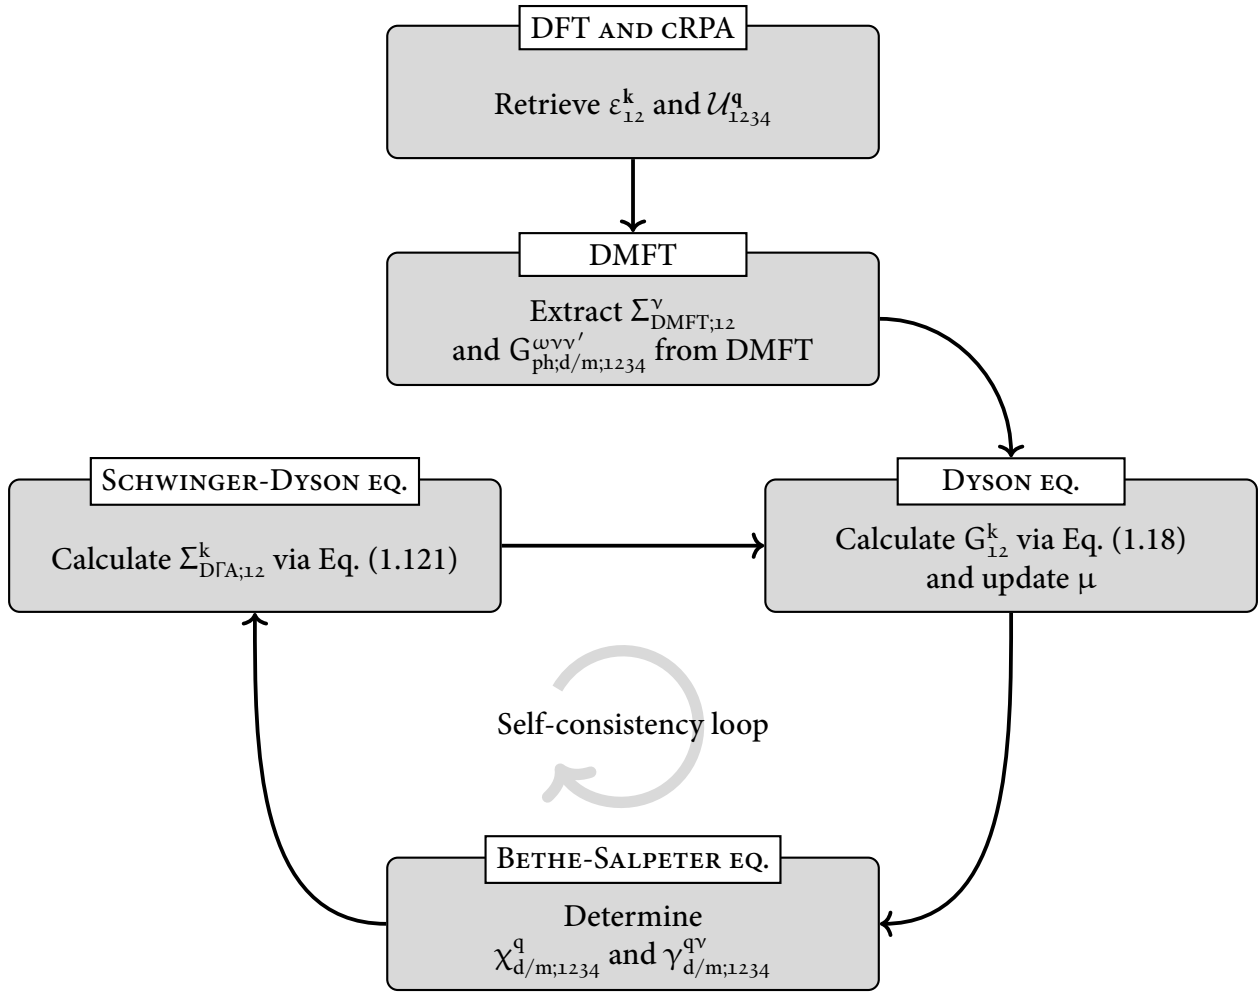 DFT AND CRPA
Retrieve ε₁₂ᵏ and 𝒰₁₂₃₄^q
DMFT
Extract Σ^ν_DMFT;12
and G^ωνν′_ph;d/m;1234 from DMFT
SCHWINGER-DYSON EQ.
Calculate Σ^k_DΓA;12 via Eq. (1.121)
DYSON EQ.
Calculate G^k_12 via Eq. (1.18)
and update μ
Self-consistency loop
BETHE-SALPETER EQ.
Determine
χ^q_d/m;1234 and γ^qν_d/m;1234